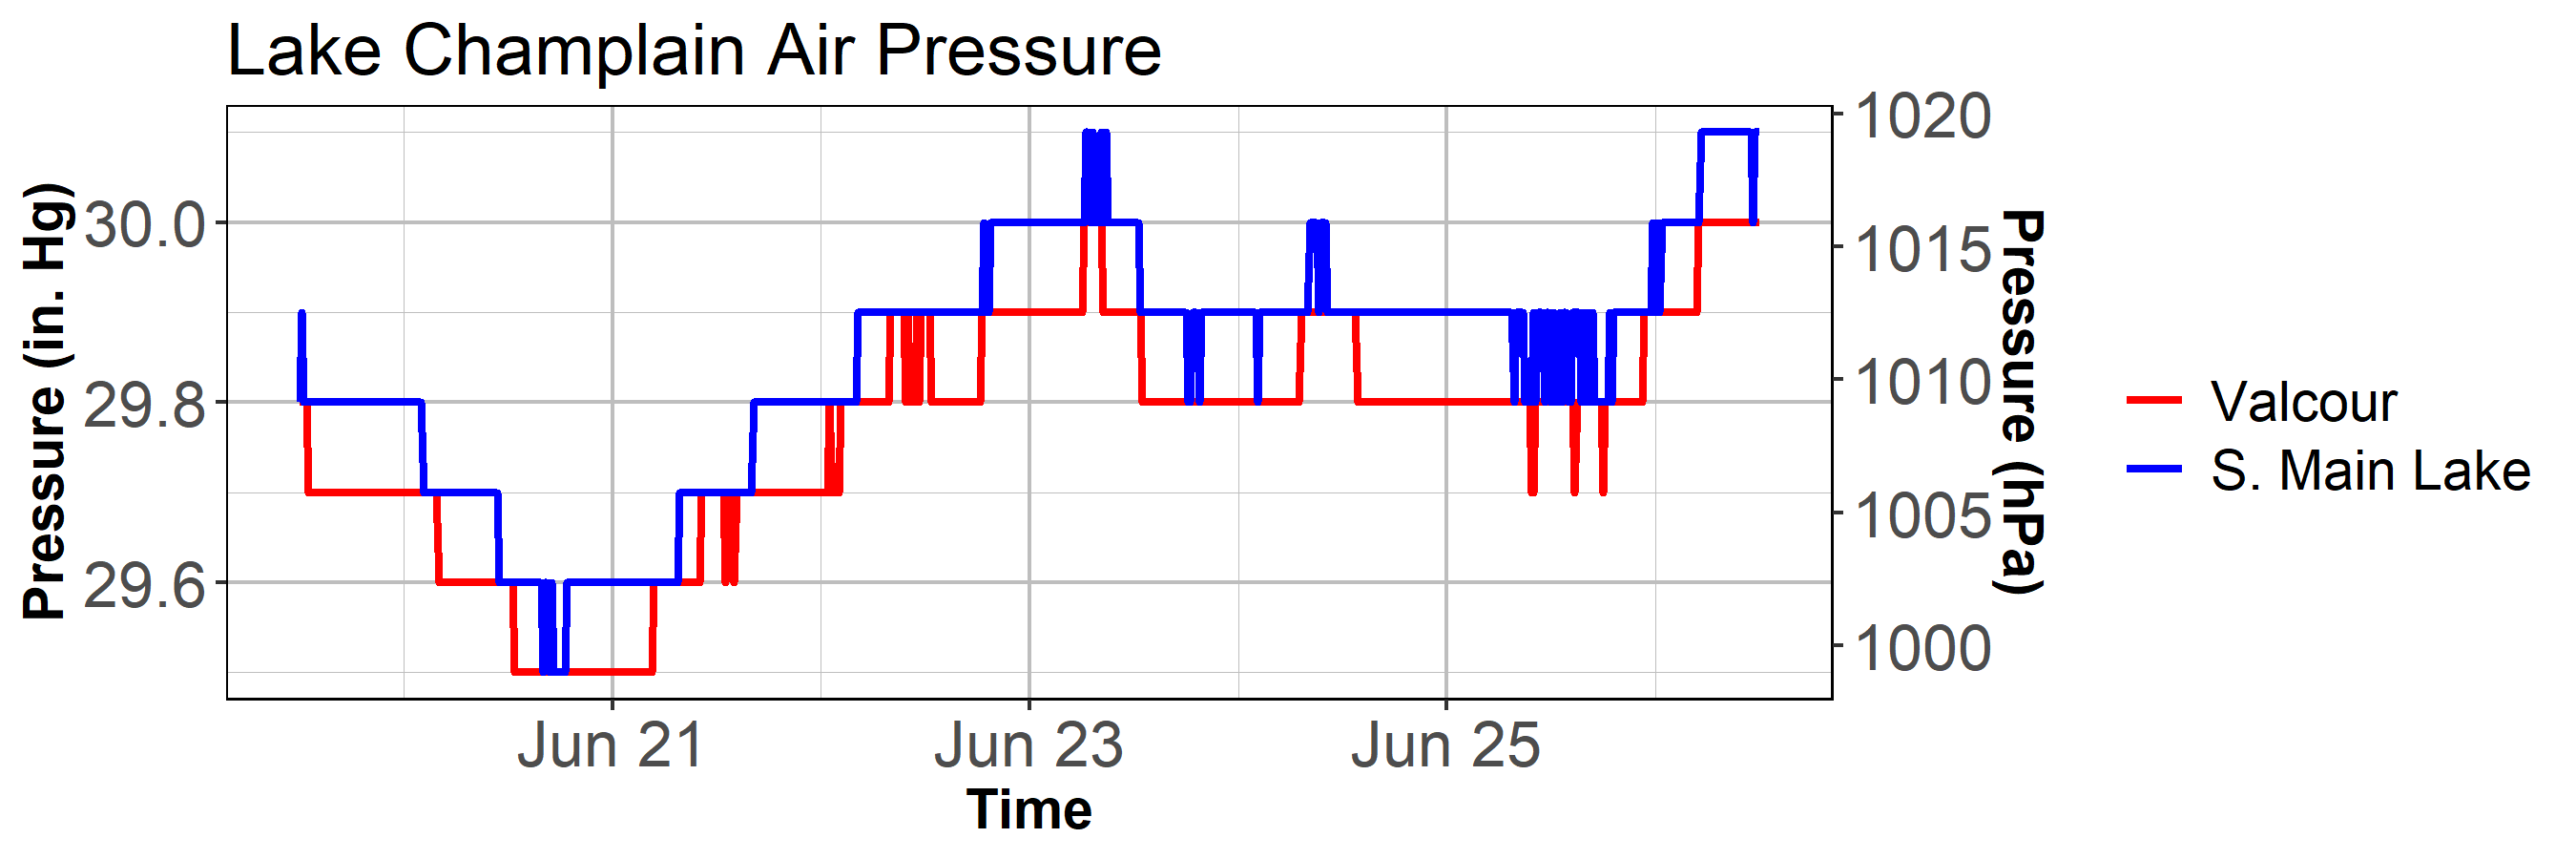 Lake Champlain Air Pressure
Pressure (in. Hg)
30.0
29.8
29.6
1020
1015
1010
1005
1000
Pressure (hPa)
Jun 21
Jun 23
Jun 25
Time
Valcour
S. Main Lake